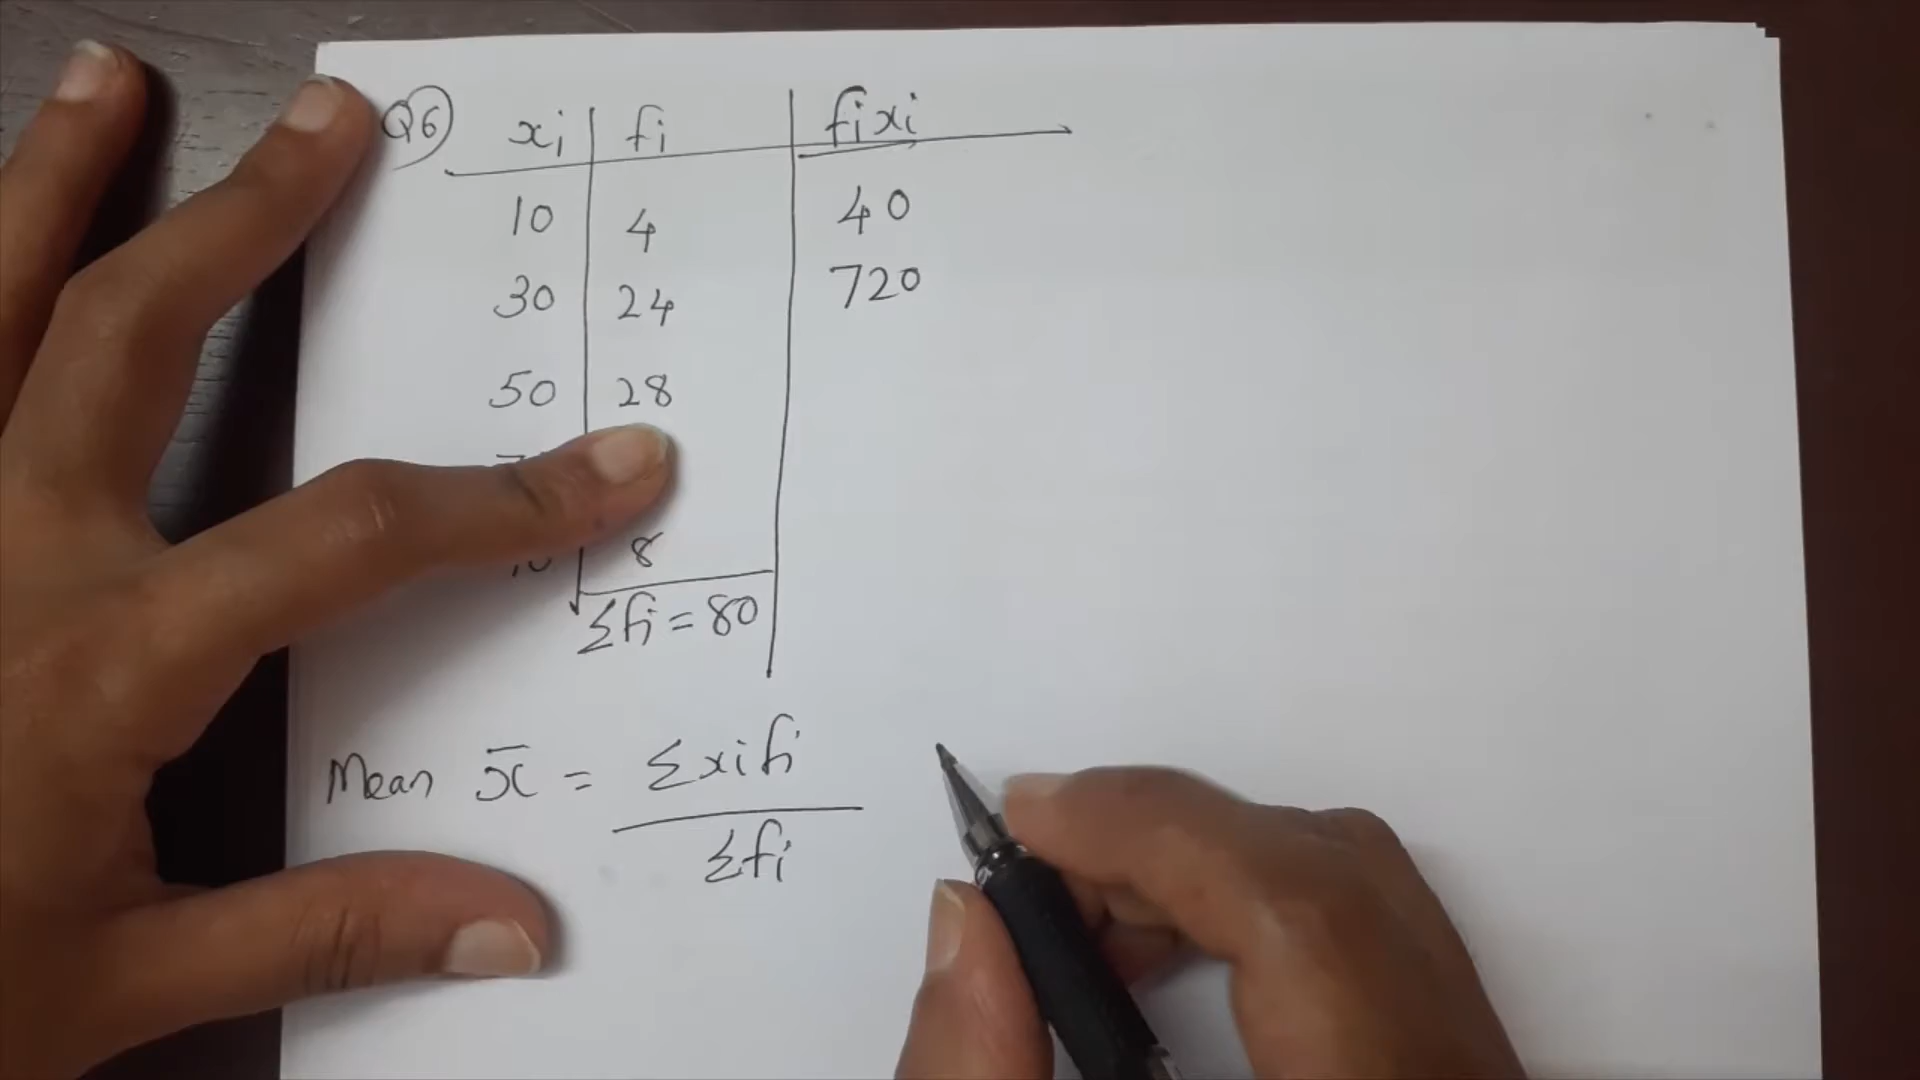 Q6 xi fi fixi
10 4 40
30 24 720
50 28
8
Σfi = 80
Mean x̄ = Σxifi
Σfi